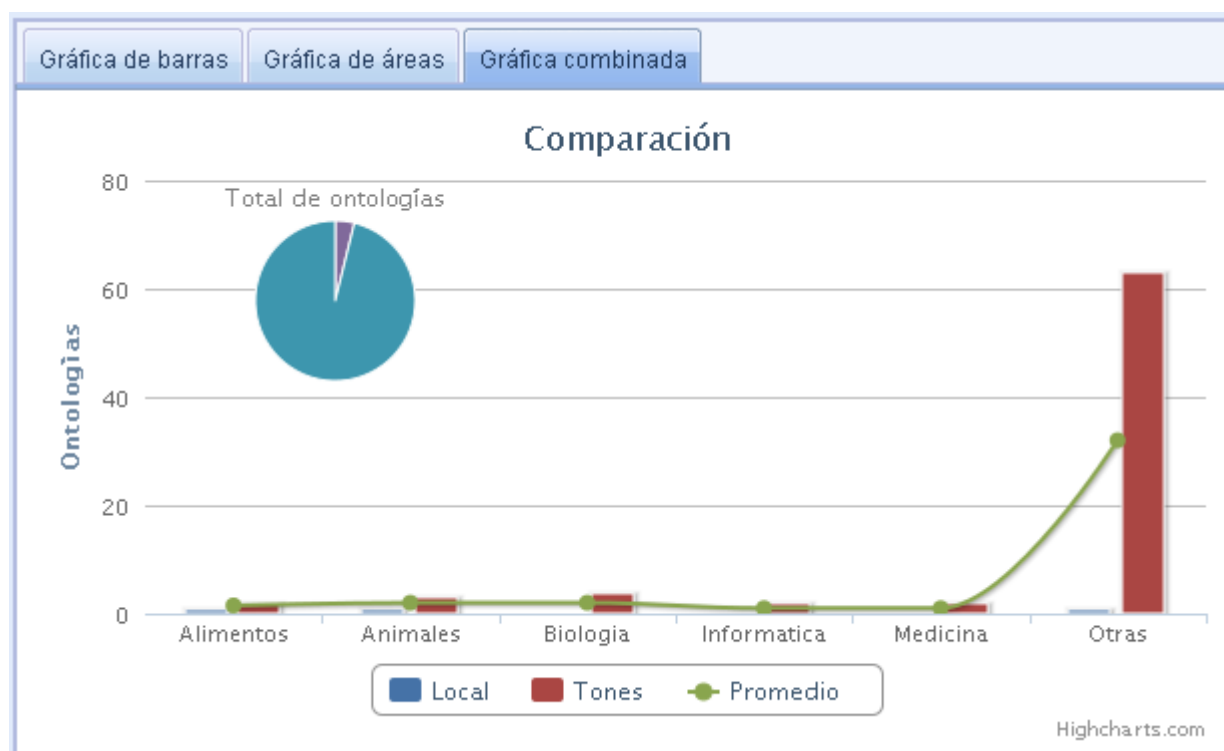 Gráfica de barras Gráfica de áreas Gráfica combinada
Comparación
Total de ontologías
80
60
40
20
0
Ontologìas
Alimentos Animales Biologia Informatica Medicina Otras
Local Tones Promedio
Highcharts.com